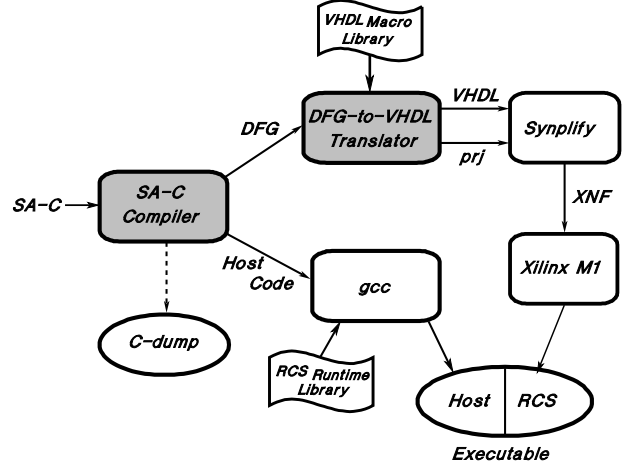 VHDL Macro
Library
VHDL
DFG-to-VHDL
Translator
DFG
Synplify
prj
SA-C
Compiler
SA-C
XNF
Host
Code
gcc
Xilinx M1
C-dump
RCS Runtime
Library
Host
RCS
Executable